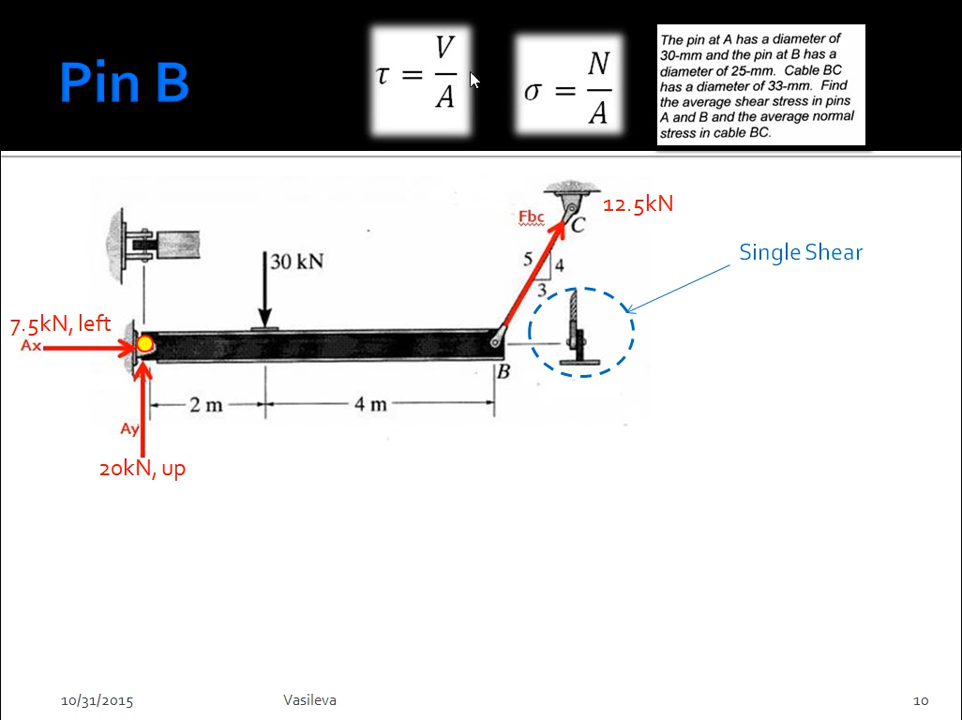 Pin B
τ = V/A
σ = N/A
The pin at A has a diameter of
30-mm and the pin at B has a
diameter of 25-mm. Cable BC
has a diameter of 33-mm. Find
the average shear stress in pins
A and B and the average normal
stress in cable BC.
12.5kN
Fbc
C
Single Shear
30 kN
5
4
3
7.5kN, left
Ax
B
2 m
4 m
Ay
20kN, up
10/31/2015
Vasileva
10